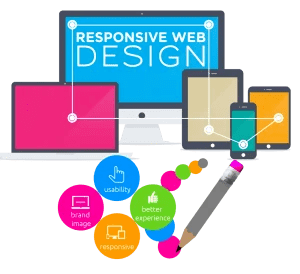 RESPONSIVE WEB
DESIGN
usability
brand
image
better
experience
responsive